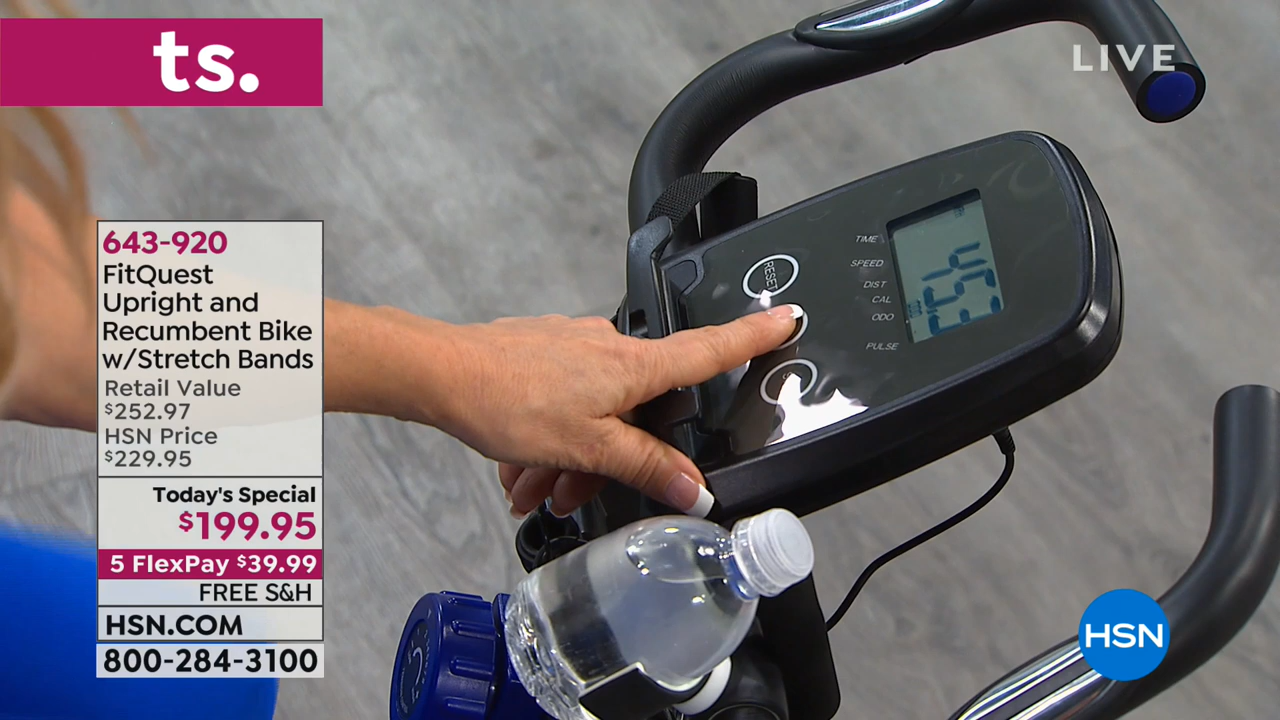 ts.
LIVE
643-920
FitQuest
Upright and
Recumbent Bike
w/Stretch Bands
Retail Value
$252.97
HSN Price
$229.95
Today's Special
$199.95
5 FlexPay $39.99
FREE S&H
HSN.COM
800-284-3100
RESET
TIME
SPEED
DIST
CAL
ODO
PULSE
HSN